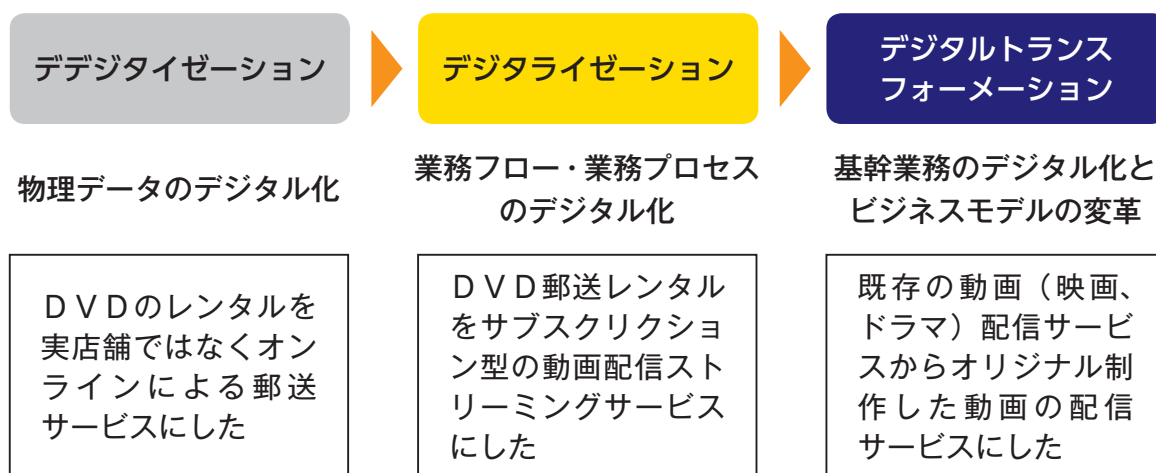 デデジタイゼーション
デジタライゼーション
デジタルトランス
フォーメーション
物理データのデジタル化
業務フロー・業務プロセス
のデジタル化
基幹業務のデジタル化と
ビジネスモデルの変革
ＤＶＤのレンタルを
実店舗ではなくオン
ラインによる郵送
サービスにした
ＤＶＤ郵送レンタル
をサブスクリクショ
ン型の動画配信スト
リーミングサービス
にした
既存の動画（映画、
ドラマ）配信サービ
スからオリジナル制
作した動画の配信
サービスにした